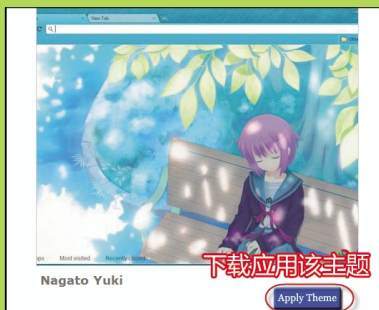 New Tab
Most visited
Recently closed
下载应用该主题
Nagato Yuki
Apply Theme